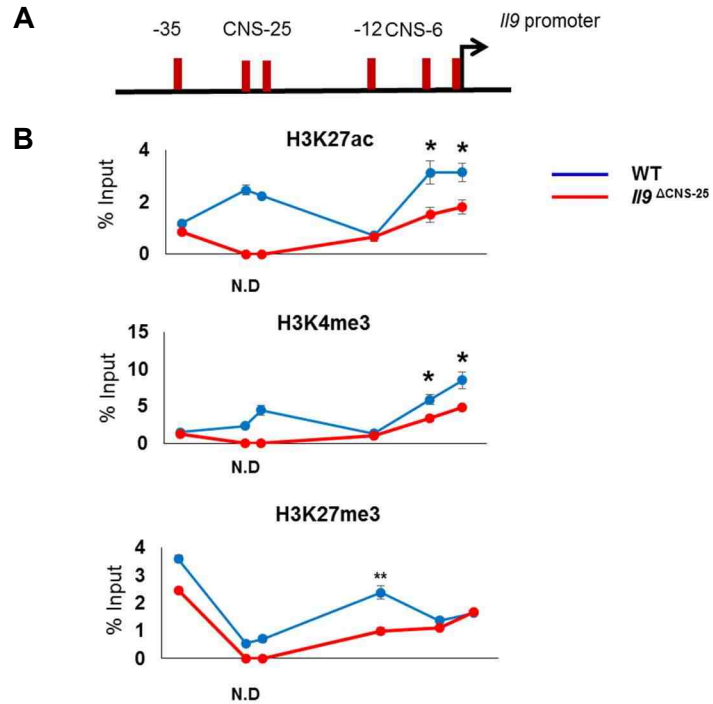 A
-35 CNS-25 -12 CNS-6 Il9 promoter
B
H3K27ac
4
2
0
% Input
* *
N.D
WT
Il9 ΔCNS-25
H3K4me3
15
10
5
0
% Input
* *
N.D
H3K27me3
4
3
2
1
0
% Input
**
N.D